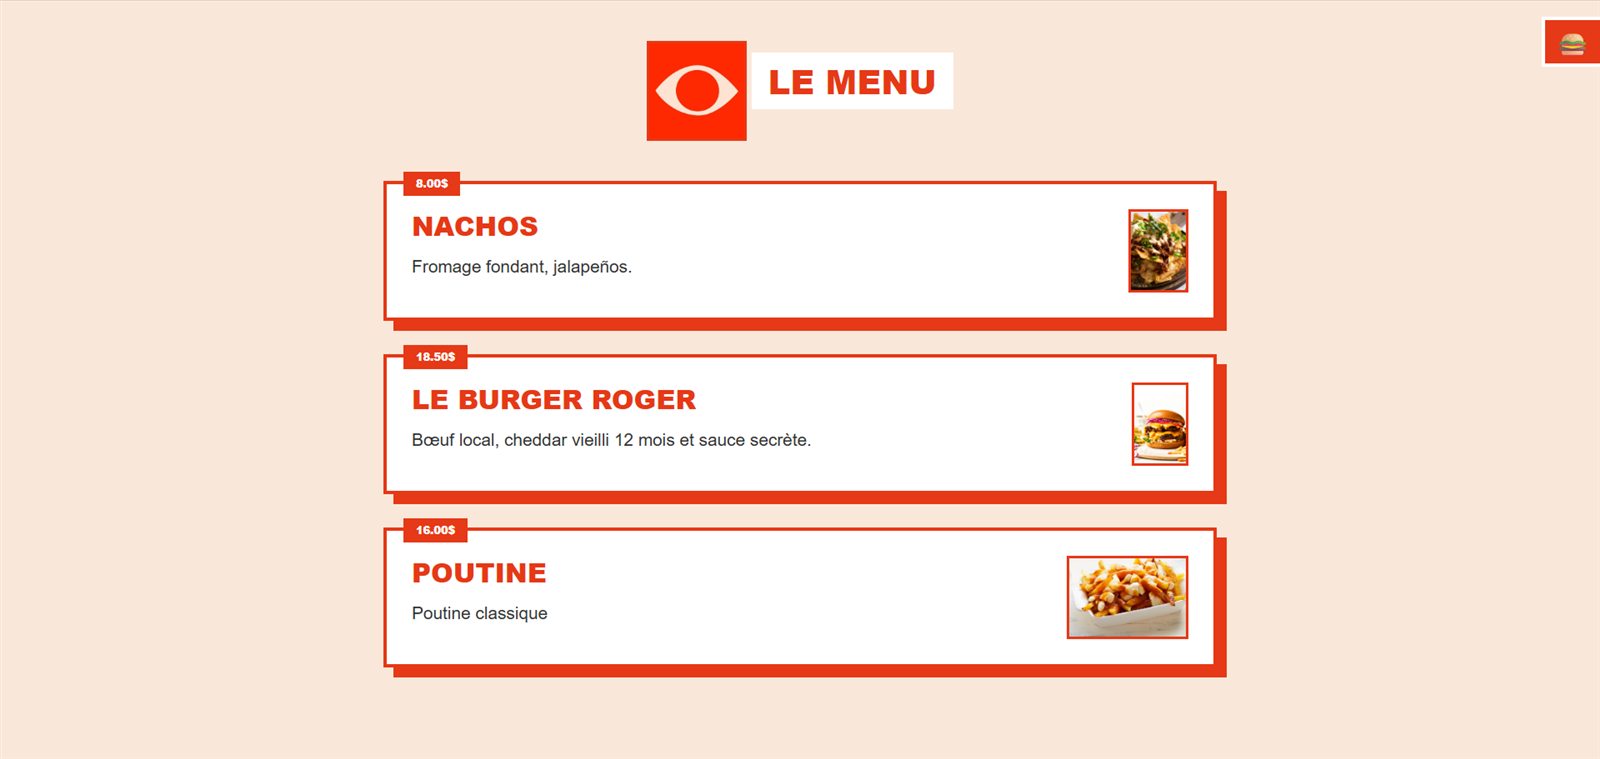 LE MENU
8.00$
NACHOS
Fromage fondant, jalapeños.
18.50$
LE BURGER ROGER
Bœuf local, cheddar vieilli 12 mois et sauce secrète.
16.00$
POUTINE
Poutine classique